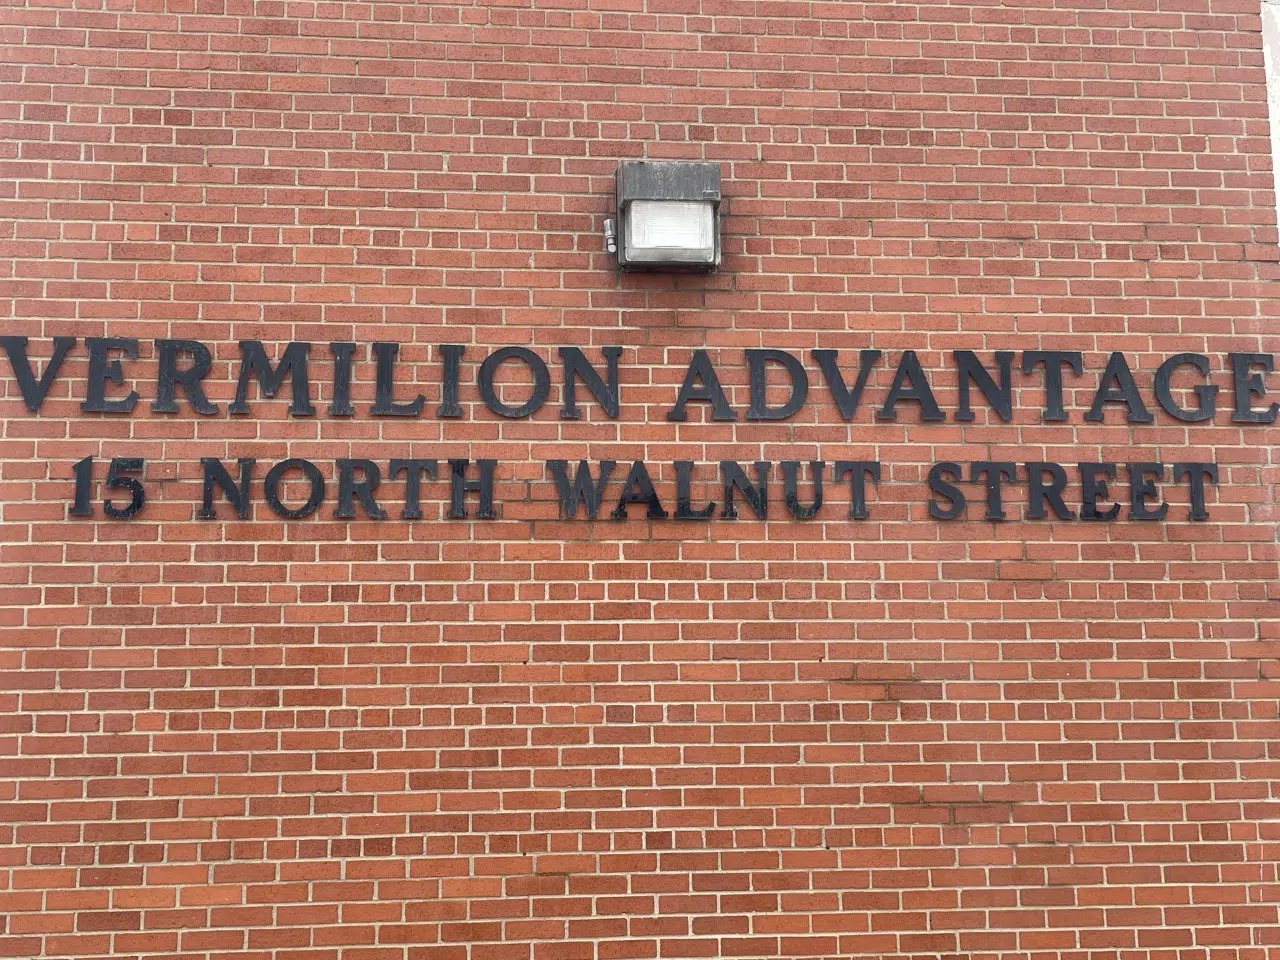 VERMILION ADVANTAGE
15 NORTH WALNUT STREET